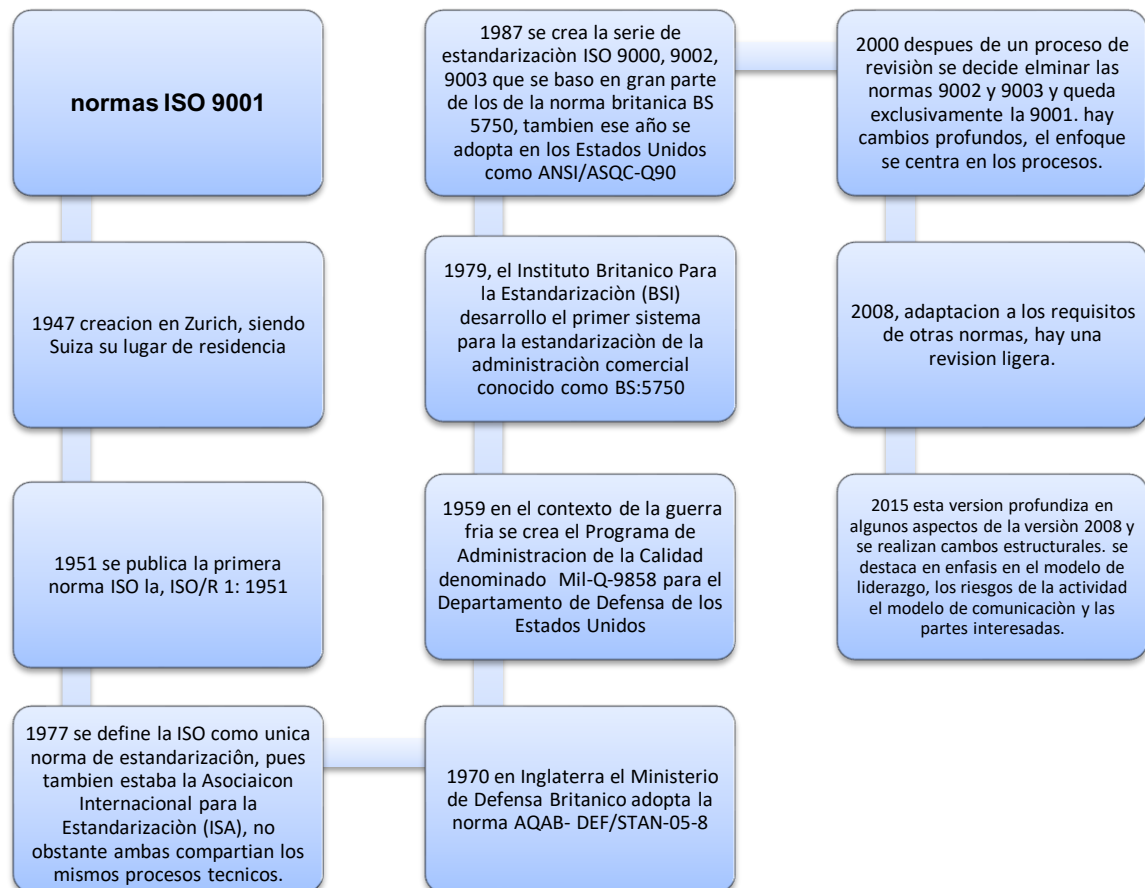 normas ISO 9001
1947 creacion en Zurich, siendo
Suiza su lugar de residencia
1951 se publica la primera
norma ISO la, ISO/R 1: 1951
1977 se define la ISO como unica
norma de estandarizaciôn, pues
tambien estaba la Asociaicon
Internacional para la
Estandarizaciòn (ISA), no
obstante ambas compartian los
mismos procesos tecnicos.
1970 en Inglaterra el Ministerio
de Defensa Britanico adopta la
norma AQAB- DEF/STAN-05-8
1959 en el contexto de la guerra
fria se crea el Programa de
Administracion de la Calidad
denominado Mil-Q-9858 para el
Departamento de Defensa de los
Estados Unidos
1979, el Instituto Britanico Para
la Estandarizaciòn (BSI)
desarrollo el primer sistema
para la estandarizaciòn de la
administraciòn comercial
conocido como BS:5750
1987 se crea la serie de
estandarizaciòn ISO 9000, 9002,
9003 que se baso en gran parte
de los de la norma britanica BS
5750, tambien ese año se
adopta en los Estados Unidos
como ANSI/ASQC-Q90
2000 despues de un proceso de
revisiòn se decide elminar las
normas 9002 y 9003 y queda
exclusivamente la 9001. hay
cambios profundos, el enfoque
se centra en los procesos.
2008, adaptacion a los requisitos
de otras normas, hay una
revision ligera.
2015 esta version profundiza en
algunos aspectos de la versiòn 2008 y
se realizan cambos estructurales. se
destaca en enfasis en el modelo de
liderazgo, los riesgos de la actividad
el modelo de comunicaciòn y las
partes interesadas.